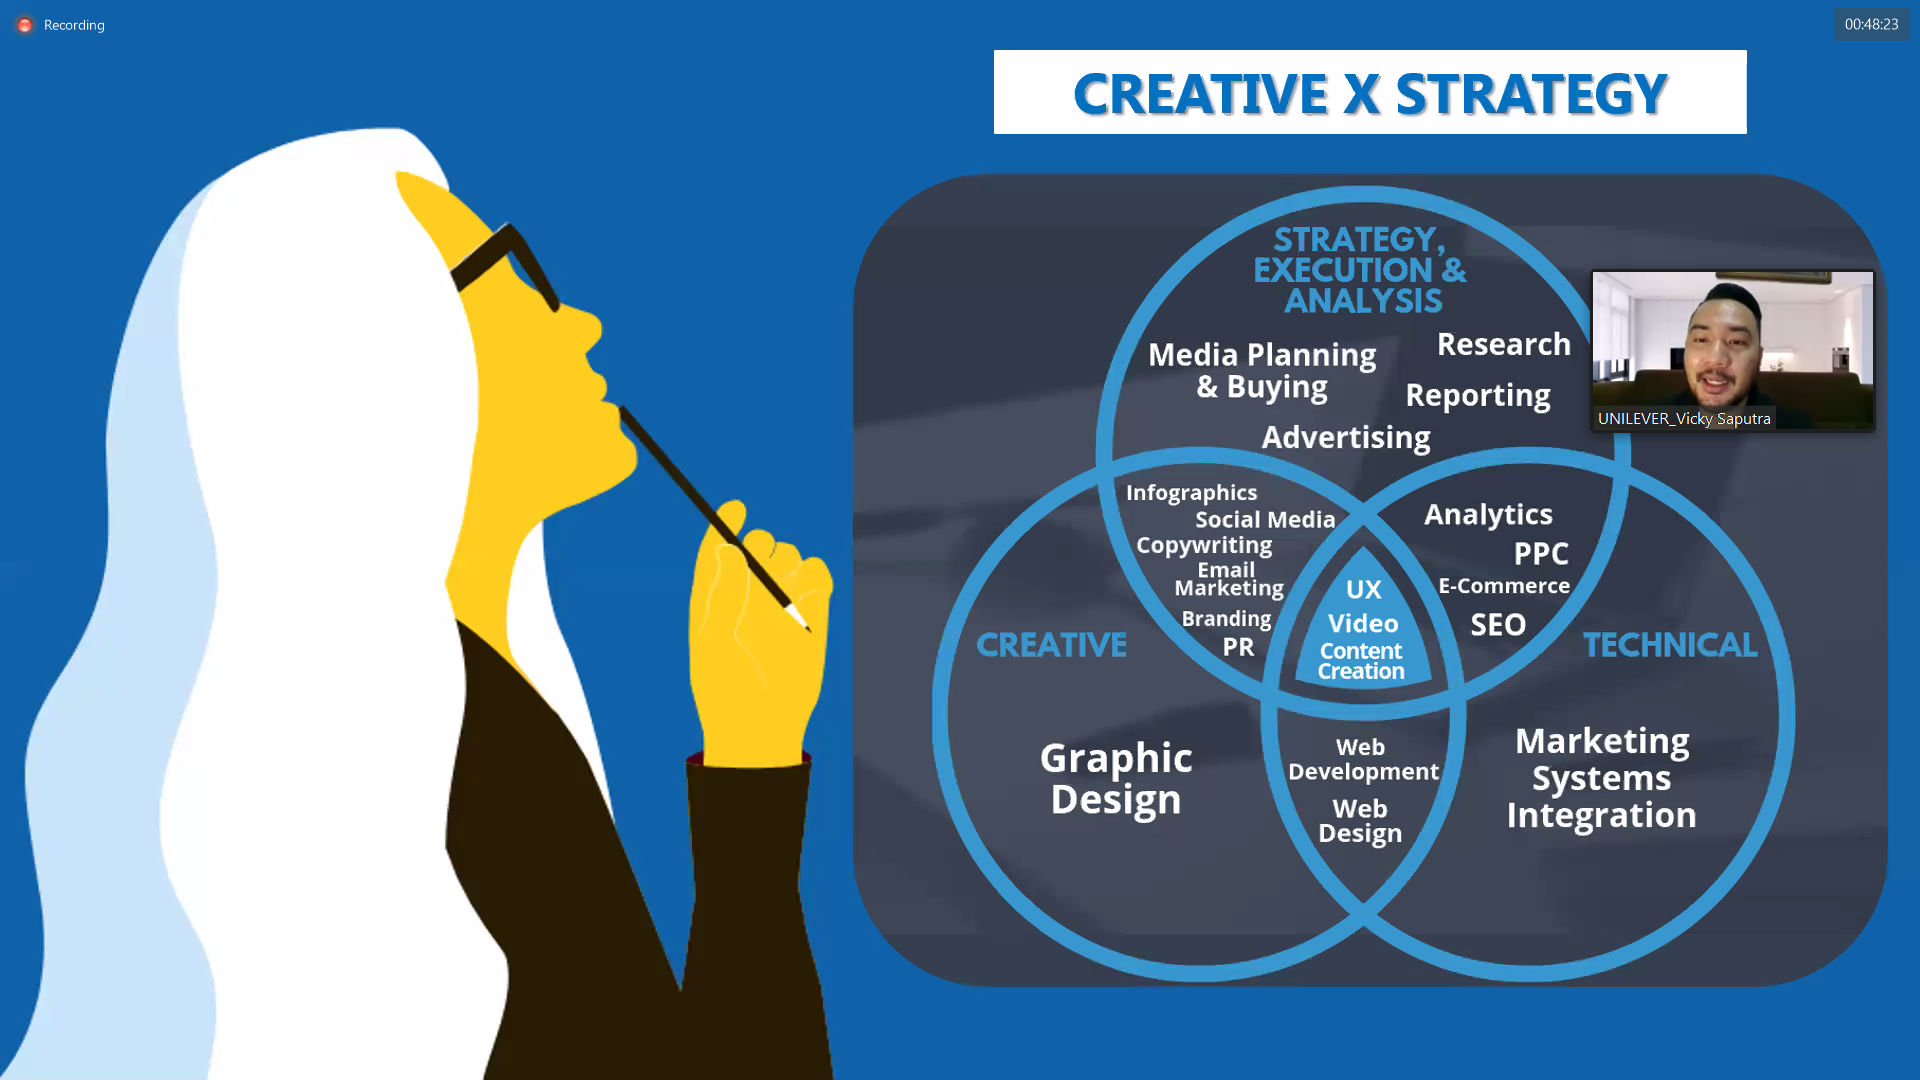 Recording
00:48:23
CREATIVE X STRATEGY
STRATEGY,
EXECUTION &
ANALYSIS
Media Planning
& Buying
Research
Reporting
Advertising
UNILEVER_Vicky Saputra
Infographics
Social Media
Copywriting
Email
Marketing
Branding
PR
Analytics
PPC
E-Commerce
SEO
UX
Video
Content
Creation
CREATIVE
TECHNICAL
Graphic
Design
Web
Development
Web
Design
Marketing
Systems
Integration